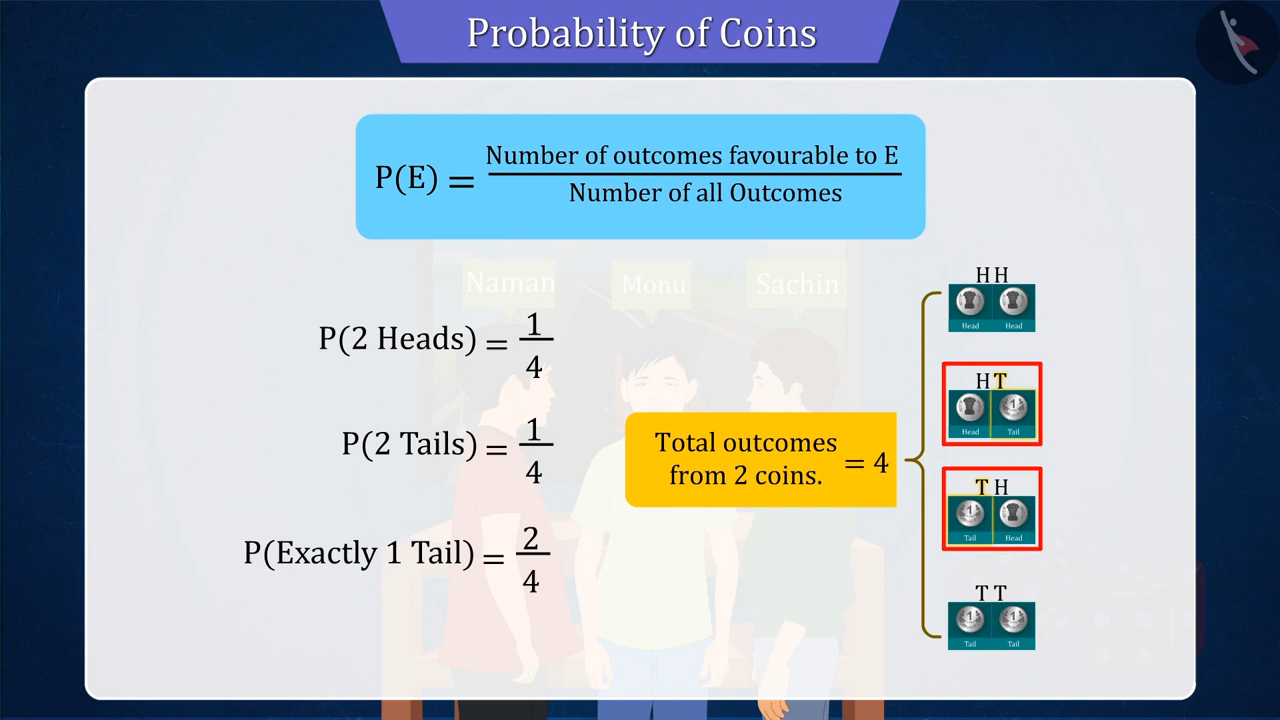 Probability of Coins
P(E) = Number of outcomes favourable to E
Number of all Outcomes
Naman Monu Sachin
P(2 Heads) = 1/4
P(2 Tails) = 1/4
P(Exactly 1 Tail) = 2/4
Total outcomes
from 2 coins. = 4
H H
Head Head
H T
Head Tail
T H
Tail Head
T T
Tail Tail